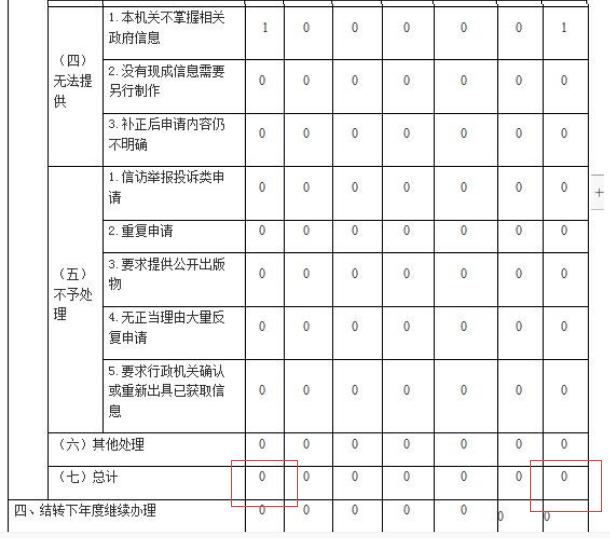 1.本机关不掌握相关
政府信息
1 0 0 0 0 0 1
(四)
无法提
供
2.没有现成信息需要
另行制作
0 0 0 0 0 0 0
3.补正后申请内容仍
不明确
0 0 0 0 0 0 0
(五)
不予处
理
1.信访举报投诉类申
请
0 0 0 0 0 0 0
2.重复申请
0 0 0 0 0 0 0
3.要求提供公开出版
物
0 0 0 0 0 0 0
4.无正当理由大量反
复申请
0 0 0 0 0 0 0
5.要求行政机关确认
或重新出具已获取信
息
0 0 0 0 0 0 0
(六)其他处理 0 0 0 0 0 0 0
(七)总计 0 0 0 0 0 0 0
四、结转下年度继续办理 0 0 0 0 0 0 0
+